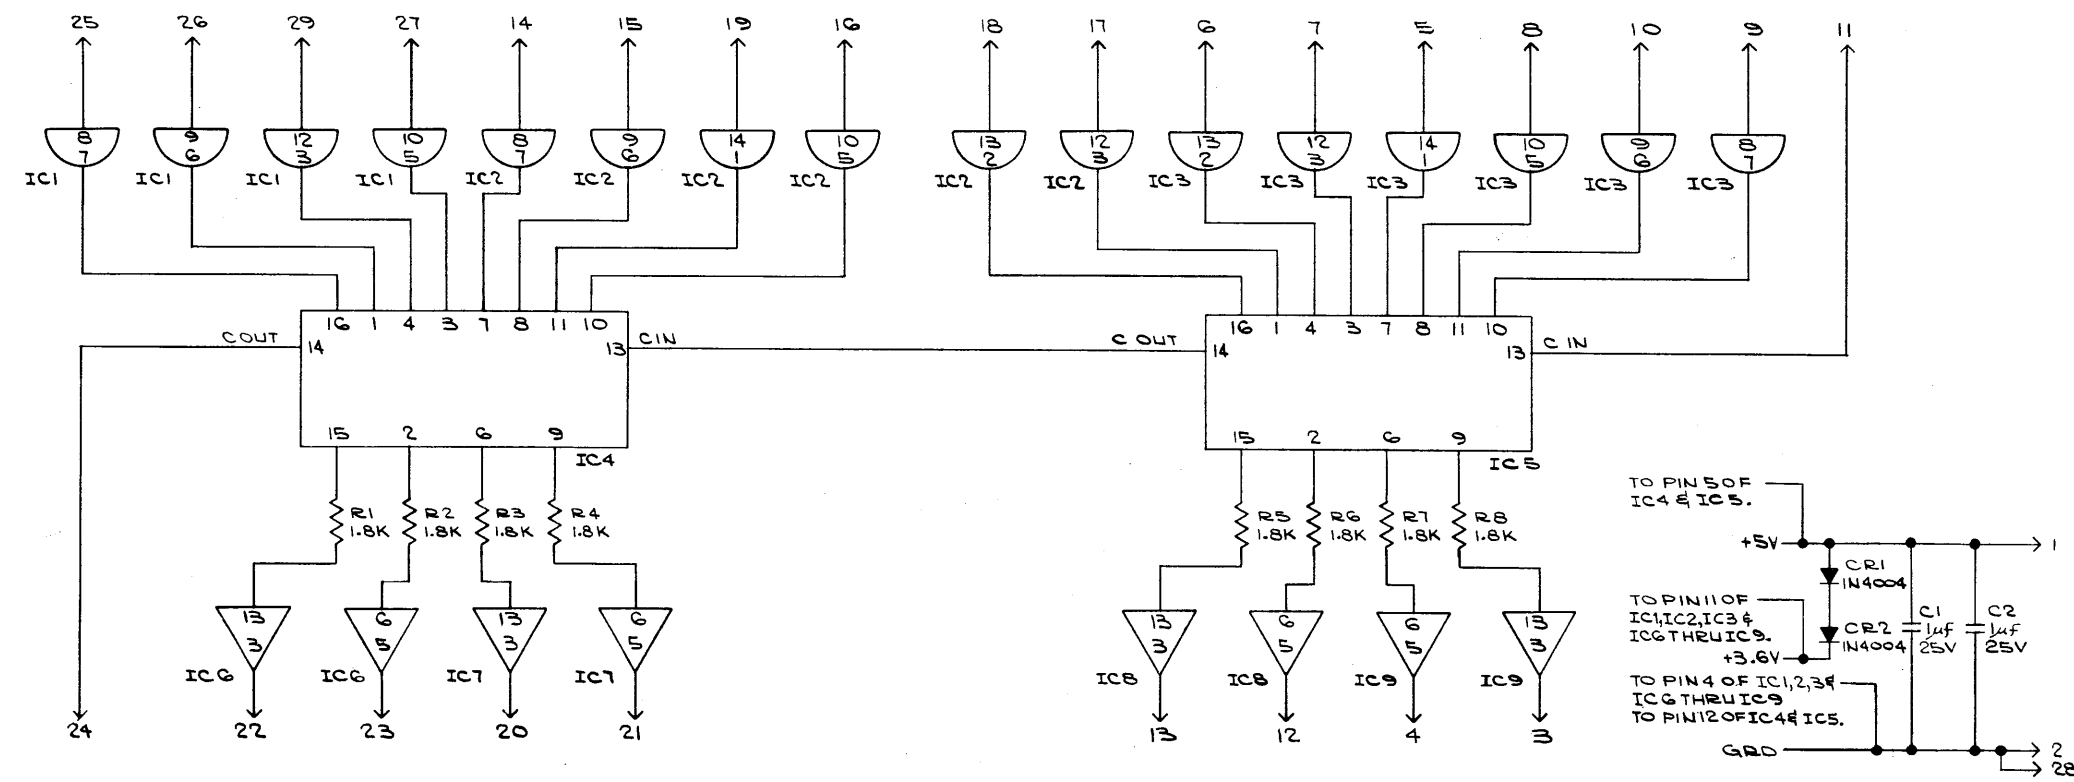 25 26 29 27 14 15 19 16 18 17 6 7 5 8 10 9 11
8 9 12 10 8 9 14 10 13 12 13 12 14 10 9 8
7 6 3 5 7 6 1 5 2 3 2 3 1 5 6 7
IC1 IC1 IC1 IC1 IC2 IC2 IC2 IC2 IC2 IC2 IC3 IC3 IC3 IC3 IC3 IC3
16 1 4 3 7 8 11 10 16 1 4 3 7 8 11 10
C OUT 14 13 C IN C OUT 14 13 C IN
15 2 6 9 15 2 6 9
IC4 IC5
R1 1.8K
R2 1.8K
R3 1.8K
R4 1.8K
R5 1.8K
R6 1.8K
R7 1.8K
R8 1.8K
13 6 13 6 13 6 6 13
3 5 3 5 3 5 5 3
IC6 IC6 IC7 IC7 IC8 IC8 IC9 IC9
24 22 23 20 21 13 12 4 3
TO PIN 5 OF
IC4 & IC5.
+5V 1
CR1
1N4004
TO PIN 11 OF
IC1,IC2,IC3 &
IC6 THRU IC9.
+3.6V
CR2
1N4004
C1
1µf
25V
C2
1µf
25V
TO PIN 4 OF IC1,2,3 &
IC6 THRU IC9
TO PIN 12 OF IC4 & IC5.
GRD 2
28